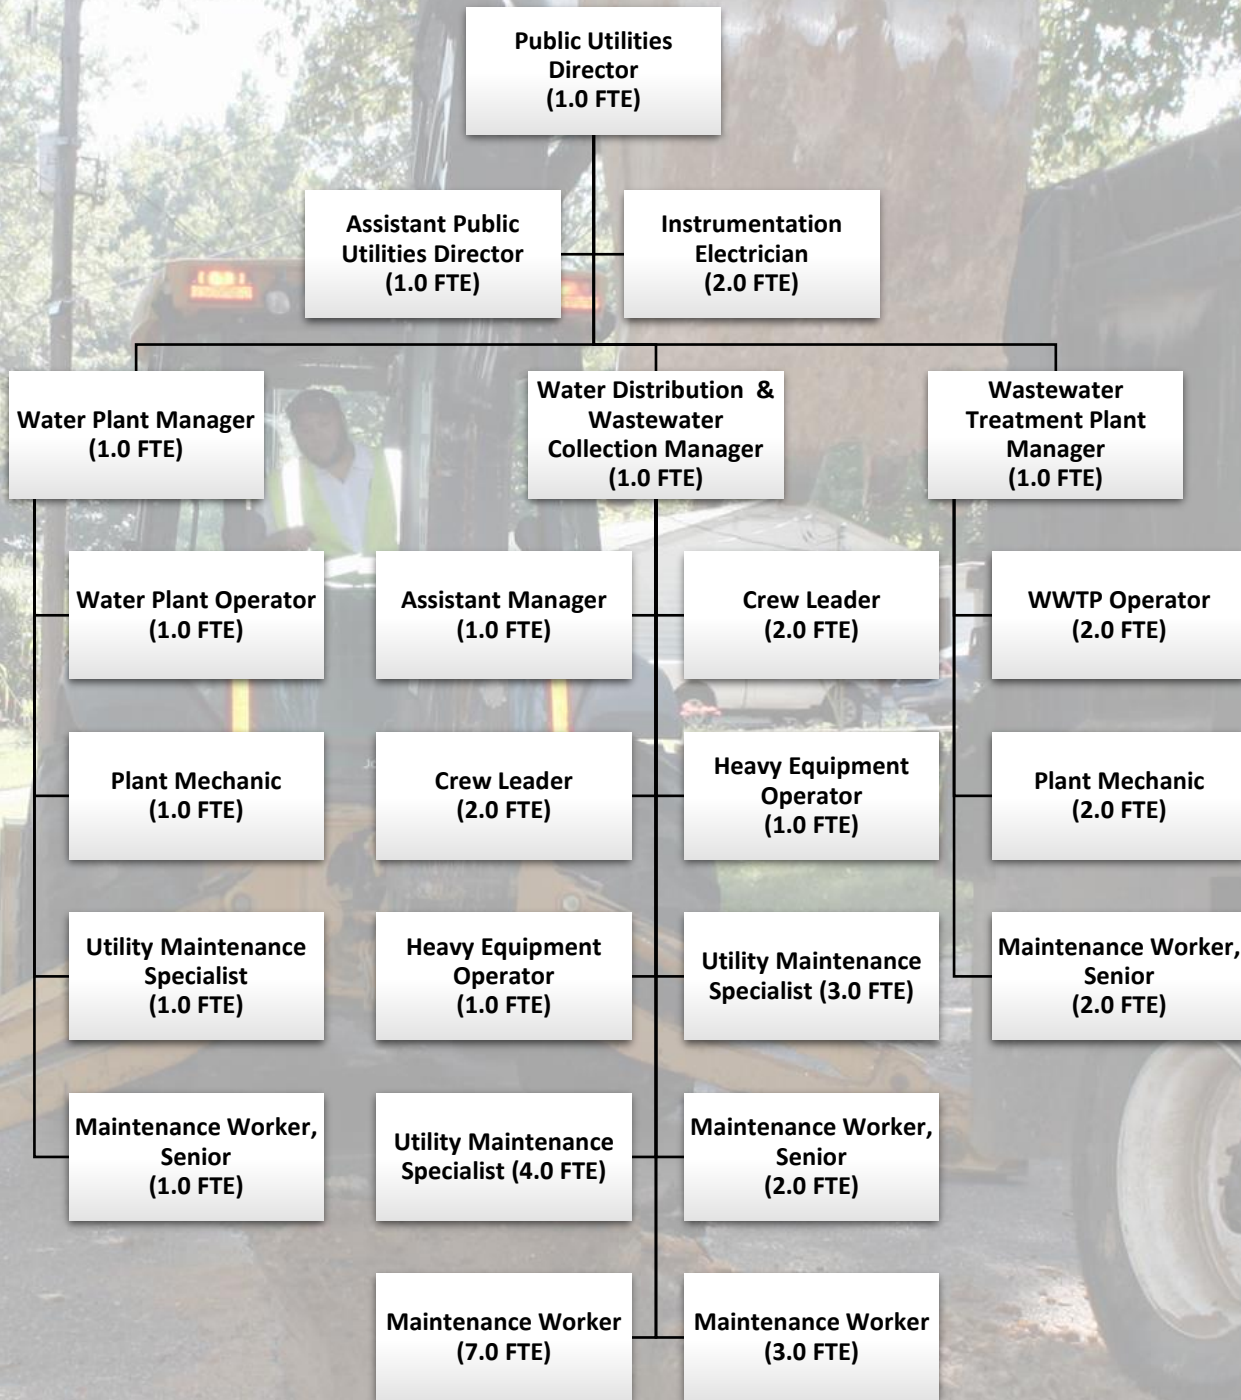 Public Utilities
Director
(1.0 FTE)
Assistant Public
Utilities Director
(1.0 FTE)
Instrumentation
Electrician
(2.0 FTE)
Water Plant Manager
(1.0 FTE)
Water Distribution &
Wastewater
Collection Manager
(1.0 FTE)
Wastewater
Treatment Plant
Manager
(1.0 FTE)
Water Plant Operator
(1.0 FTE)
Assistant Manager
(1.0 FTE)
Crew Leader
(2.0 FTE)
WWTP Operator
(2.0 FTE)
Plant Mechanic
(1.0 FTE)
Crew Leader
(2.0 FTE)
Heavy Equipment
Operator
(1.0 FTE)
Plant Mechanic
(2.0 FTE)
Utility Maintenance
Specialist
(1.0 FTE)
Heavy Equipment
Operator
(1.0 FTE)
Utility Maintenance
Specialist (3.0 FTE)
Maintenance Worker,
Senior
(2.0 FTE)
Maintenance Worker,
Senior
(1.0 FTE)
Utility Maintenance
Specialist (4.0 FTE)
Maintenance Worker,
Senior
(2.0 FTE)
Maintenance Worker
(7.0 FTE)
Maintenance Worker
(3.0 FTE)